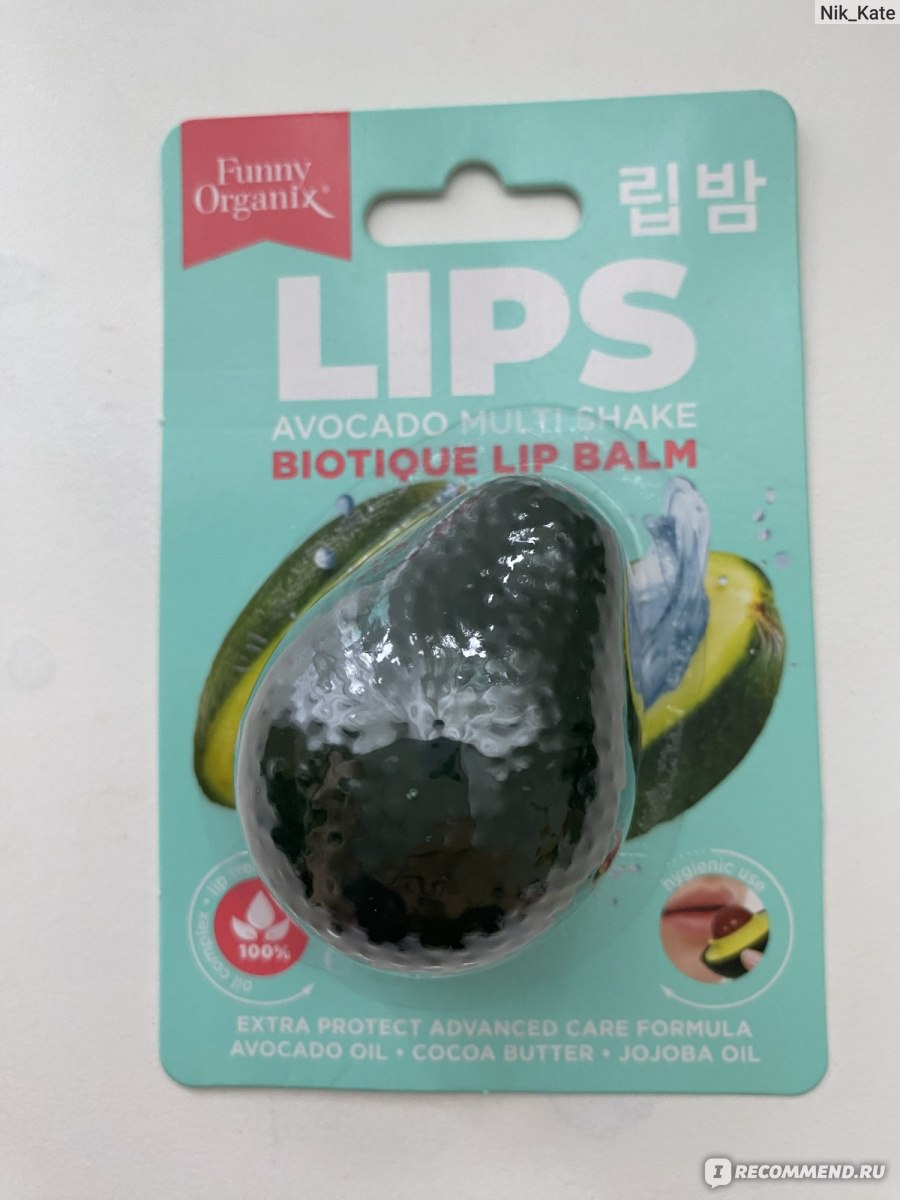 Nik_Kate
Funny
Organix®
립밤
LIPS
AVOCADO MULTI SHAKE
BIOTIQUE LIP BALM
oil complex • lip
100%
hygienic use
EXTRA PROTECT ADVANCED CARE FORMULA
AVOCADO OIL • COCOA BUTTER • JOJOBA OIL
I RECOMMEND.RU